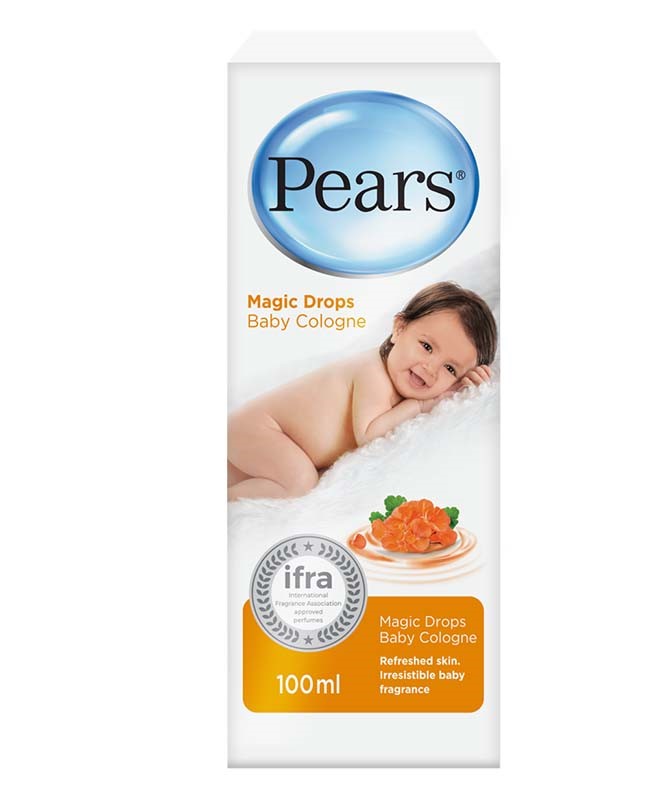 Pears®
Magic Drops
Baby Cologne
ifra
International
Fragrance Association
approved
perfumes
100ml
Magic Drops
Baby Cologne
Refreshed skin.
Irresistible baby
fragrance